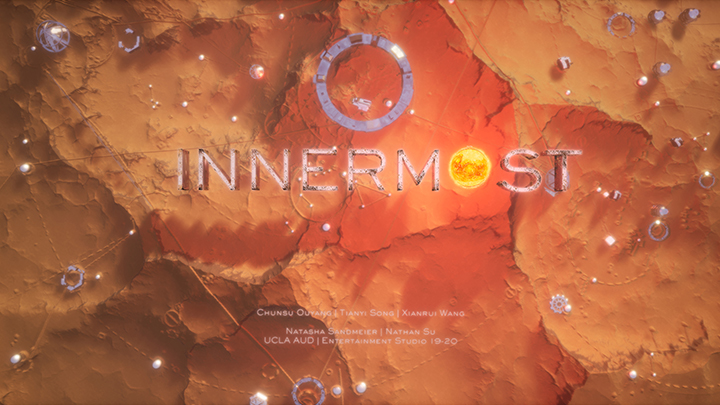 INNERMOST
Chunsu Ouyang | Tianyi Song | Xianrui Wang
Natasha Sandmeier | Nathan Su
UCLA AUD | Entertainment Studio 19-20